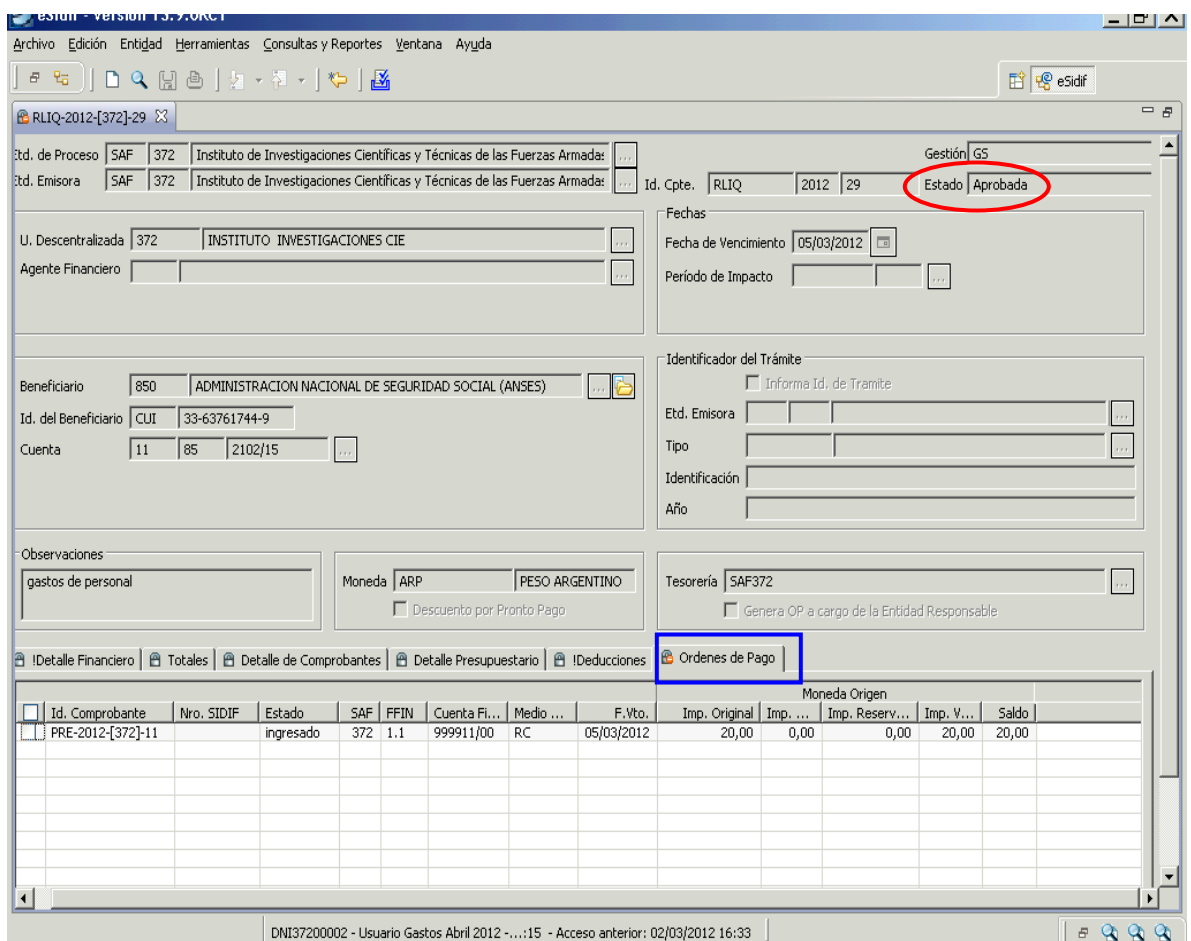 eSidif - Versión 13.9.0RC1
Archivo Edición Entidad Herramientas Consultas y Reportes Ventana Ayuda
eSidif
RLIQ-2012-[372]-29
Etd. de Proceso SAF 372 Instituto de Investigaciones Científicas y Técnicas de las Fuerzas Armadas ... Gestión GS
Etd. Emisora SAF 372 Instituto de Investigaciones Científicas y Técnicas de las Fuerzas Armadas ... Id. Cpte. RLIQ 2012 29 Estado Aprobada
Fechas
U. Descentralizada 372 INSTITUTO INVESTIGACIONES CIE ... Fecha de Vencimiento 05/03/2012
Agente Financiero ... Período de Impacto ...
Identificador del Trámite
Beneficiario 850 ADMINISTRACION NACIONAL DE SEGURIDAD SOCIAL (ANSES) ... Informa Id. de Tramite
Id. del Beneficiario CUI 33-63761744-9 Etd. Emisora ...
Cuenta 11 85 2102/15 ... Tipo ...
Identificación
Año
Observaciones
gastos de personal Moneda ARP PESO ARGENTINO Tesorería SAF372 ...
Descuento por Pronto Pago Genera OP a cargo de la Entidad Responsable
!Detalle Financiero Totales Detalle de Comprobantes Detalle Presupuestario !Deducciones Ordenes de Pago
Moneda Origen
Id. Comprobante Nro. SIDIF Estado SAF FFIN Cuenta Fi... Medio ... F.Vto. Imp. Original Imp. ... Imp. Reserv... Imp. V... Saldo
PRE-2012-[372]-11 ingresado 372 1.1 999911/00 RC 05/03/2012 20,00 0,00 0,00 20,00 20,00
DNI37200002 - Usuario Gastos Abril 2012 -...:15 - Acceso anterior: 02/03/2012 16:33